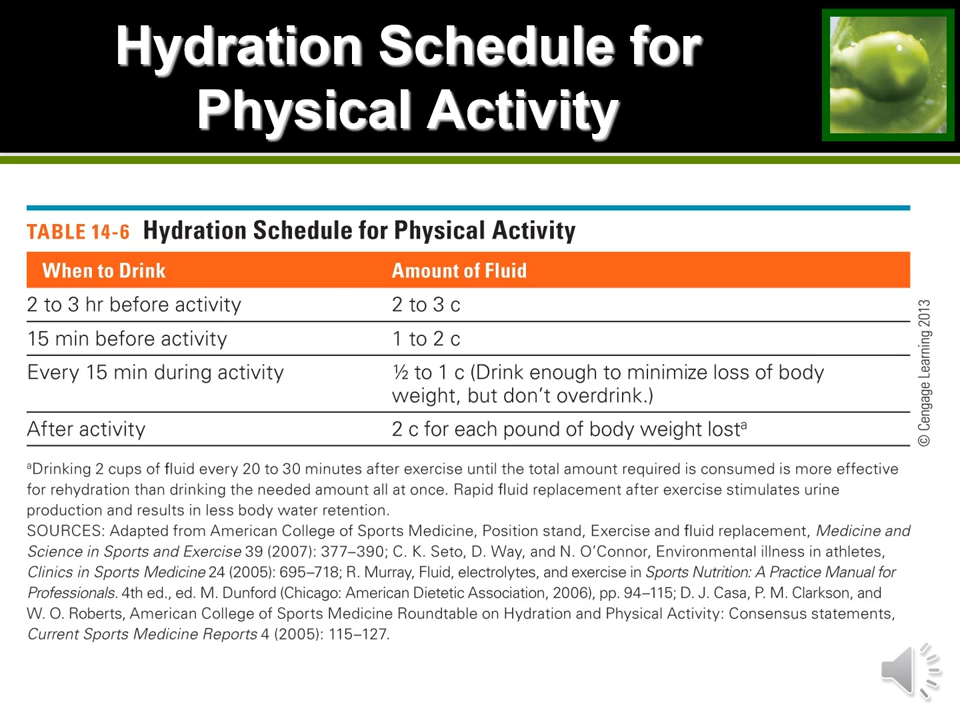 Hydration Schedule for
Physical Activity
TABLE 14-6 Hydration Schedule for Physical Activity
When to Drink Amount of Fluid
2 to 3 hr before activity 2 to 3 c
15 min before activity 1 to 2 c
Every 15 min during activity ½ to 1 c (Drink enough to minimize loss of body
weight, but don’t overdrink.)
After activity 2 c for each pound of body weight lostᵃ
ᵃDrinking 2 cups of fluid every 20 to 30 minutes after exercise until the total amount required is consumed is more effective
for rehydration than drinking the needed amount all at once. Rapid fluid replacement after exercise stimulates urine
production and results in less body water retention.
SOURCES: Adapted from American College of Sports Medicine, Position stand, Exercise and fluid replacement, Medicine and
Science in Sports and Exercise 39 (2007): 377–390; C. K. Seto, D. Way, and N. O’Connor, Environmental illness in athletes,
Clinics in Sports Medicine 24 (2005): 695–718; R. Murray, Fluid, electrolytes, and exercise in Sports Nutrition: A Practice Manual for
Professionals. 4th ed., ed. M. Dunford (Chicago: American Dietetic Association, 2006), pp. 94–115; D. J. Casa, P. M. Clarkson, and
W. O. Roberts, American College of Sports Medicine Roundtable on Hydration and Physical Activity: Consensus statements,
Current Sports Medicine Reports 4 (2005): 115–127.
© Cengage Learning 2013